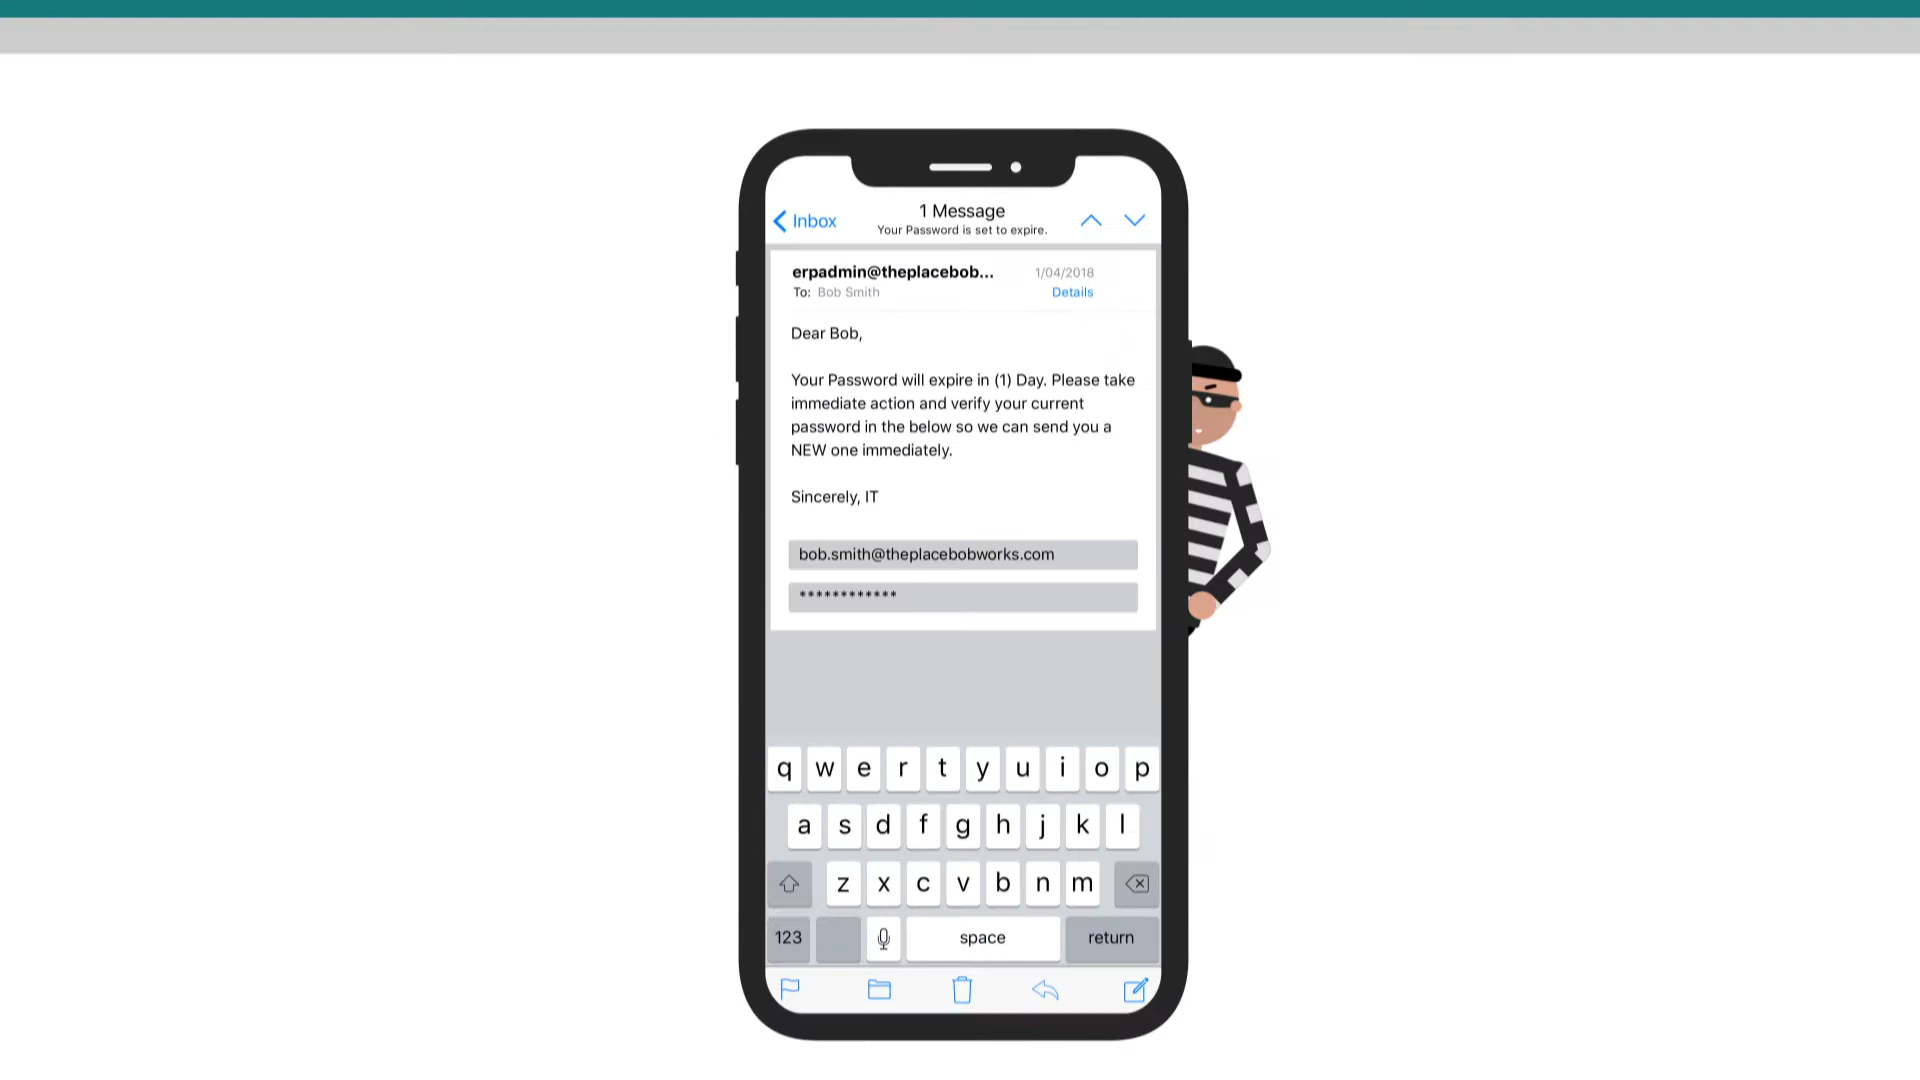 1 Message
Inbox
Your Password is set to expire.
erpadmin@theplacebob...
1/04/2018
To: Bob Smith
Details
Dear Bob,
Your Password will expire in (1) Day. Please take
immediate action and verify your current
password in the below so we can send you a
NEW one immediately.
Sincerely, IT
bob.smith@theplacebobworks.com
************
q w e r t y u i o p
a s d f g h j k l
z x c v b n m
123 space return